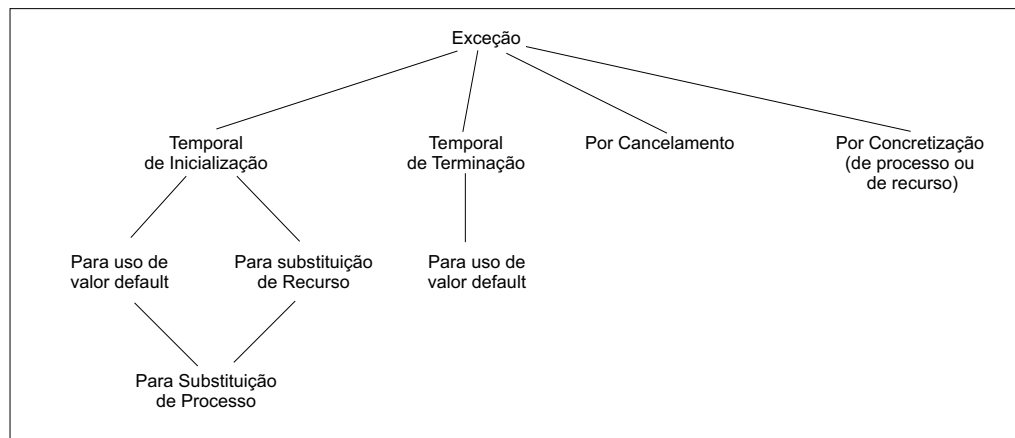 Exceção
Temporal
de Inicialização
Temporal
de Terminação
Por Cancelamento
Por Concretização
(de processo ou
de recurso)
Para uso de
valor default
Para substituição
de Recurso
Para uso de
valor default
Para Substituição
de Processo